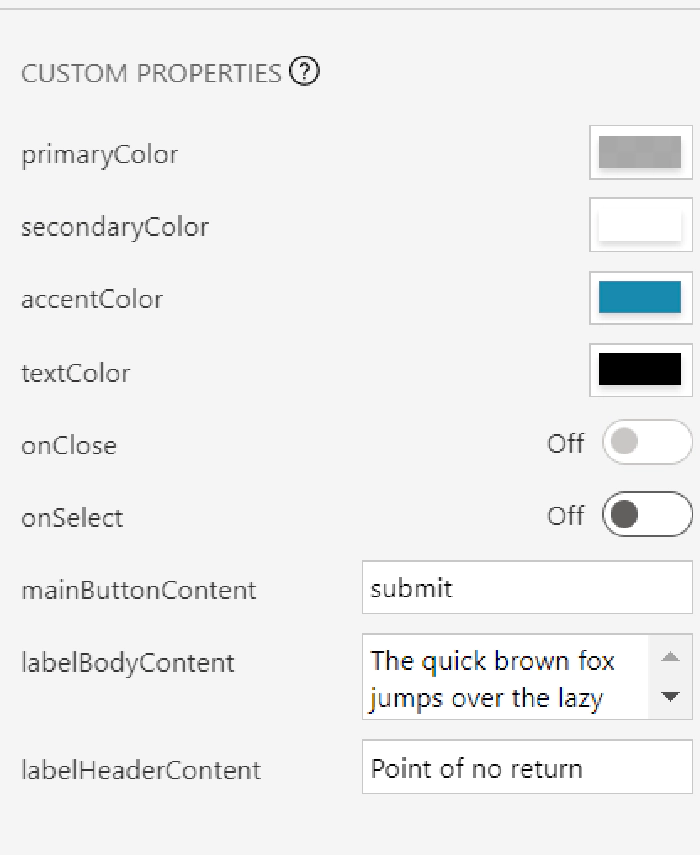 CUSTOM PROPERTIES ?
primaryColor
secondaryColor
accentColor
textColor
onClose Off
onSelect Off
mainButtonContent submit
labelBodyContent The quick brown fox
jumps over the lazy
labelHeaderContent Point of no return